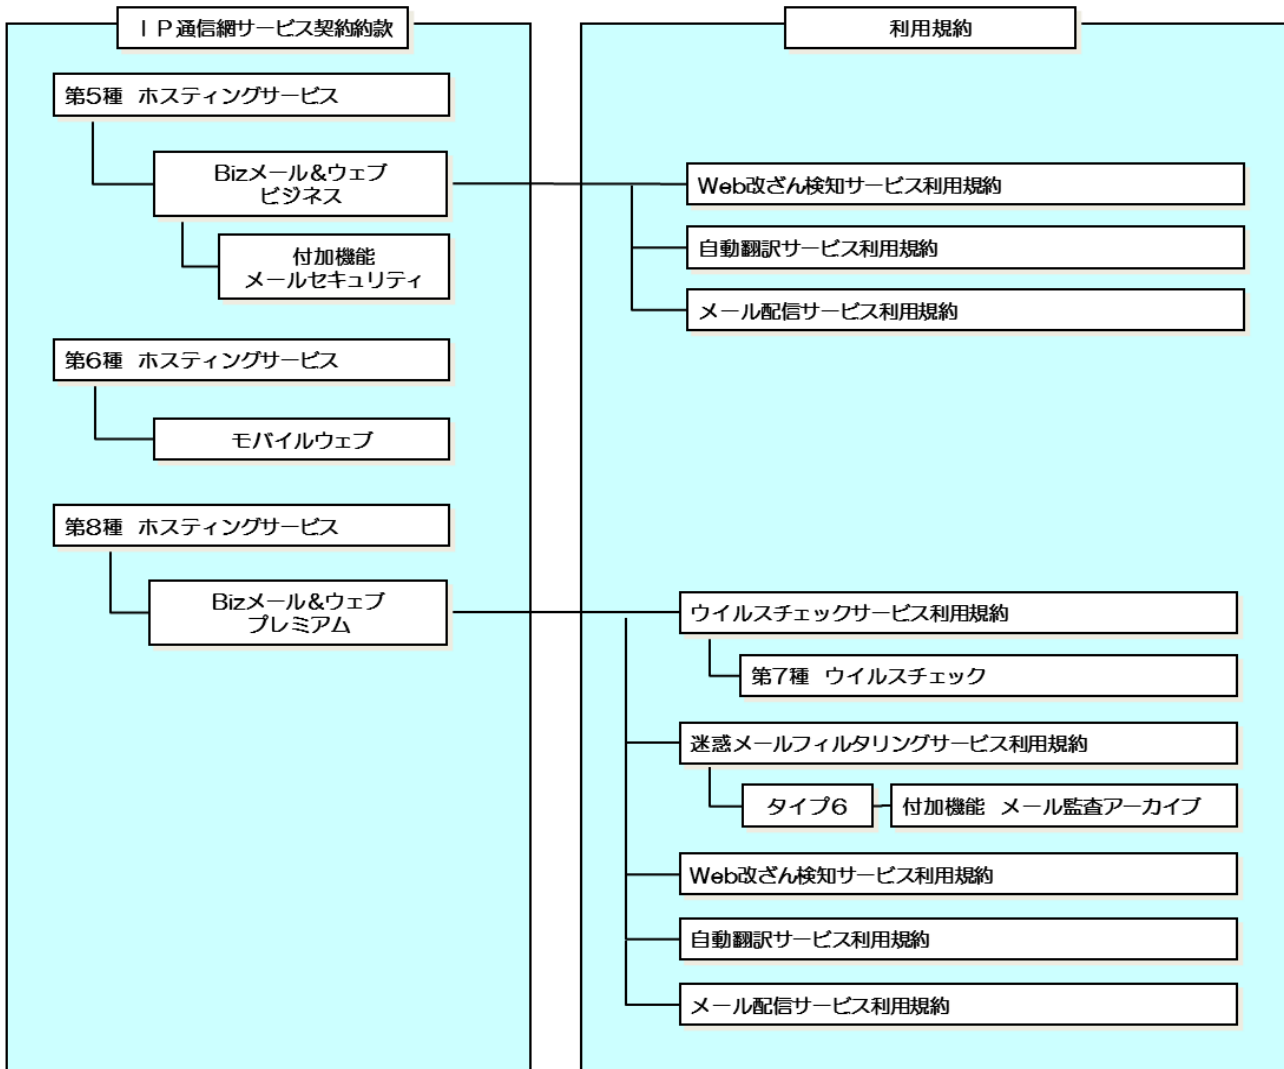 ＩＰ通信網サービス契約約款
第5種 ホスティングサービス
Bizメール&ウェブ
ビジネス
付加機能
メールセキュリティ
第6種 ホスティングサービス
モバイルウェブ
第8種 ホスティングサービス
Bizメール&ウェブ
プレミアム
利用規約
Web改ざん検知サービス利用規約
自動翻訳サービス利用規約
メール配信サービス利用規約
ウイルスチェックサービス利用規約
第7種 ウイルスチェック
迷惑メールフィルタリングサービス利用規約
タイプ6
付加機能 メール監査アーカイブ
Web改ざん検知サービス利用規約
自動翻訳サービス利用規約
メール配信サービス利用規約